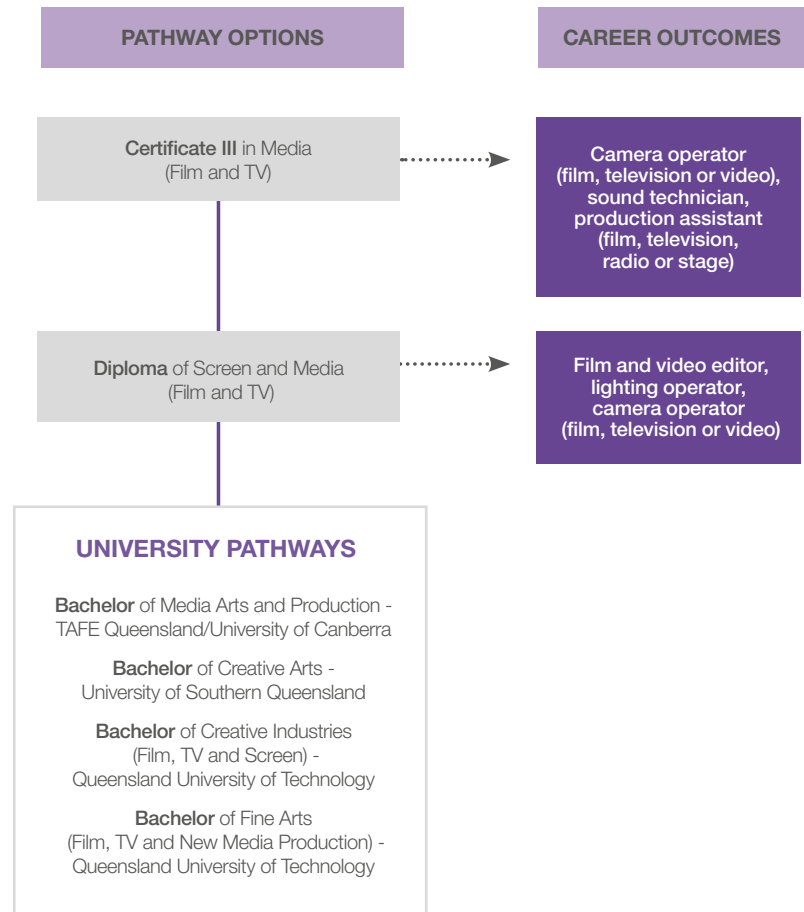 PATHWAY OPTIONS
CAREER OUTCOMES
Certificate III in Media
(Film and TV)
Camera operator
(film, television or video),
sound technician,
production assistant
(film, television,
radio or stage)
Diploma of Screen and Media
(Film and TV)
Film and video editor,
lighting operator,
camera operator
(film, television or video)
UNIVERSITY PATHWAYS
Bachelor of Media Arts and Production -
TAFE Queensland/University of Canberra
Bachelor of Creative Arts -
University of Southern Queensland
Bachelor of Creative Industries
(Film, TV and Screen) -
Queensland University of Technology
Bachelor of Fine Arts
(Film, TV and New Media Production) -
Queensland University of Technology